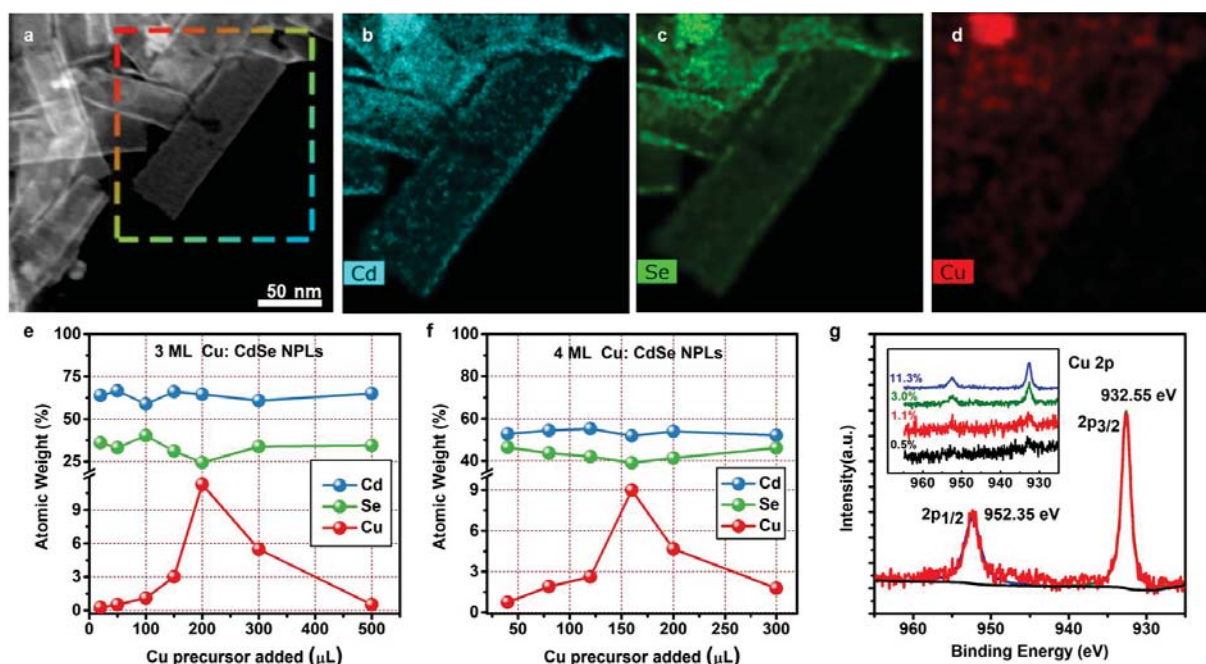 a
50 nm
b
Cd
c
Se
d
Cu
e
100
75
50
25
9
6
3
0
Atomic Weight (%)
3 ML Cu: CdSe NPLs
Cd
Se
Cu
0 100 200 300 400 500
Cu precursor added (μL)
f
100
80
60
40
9
6
3
0
Atomic Weight (%)
4 ML Cu: CdSe NPLs
Cd
Se
Cu
50 100 150 200 250 300
Cu precursor added (μL)
g
Cu 2p
11.3%
3.0%
1.1%
0.5%
960 950 940 930
932.55 eV
2p3/2
2p1/2 952.35 eV
Intensity(a.u.)
960 950 940 930
Binding Energy (eV)